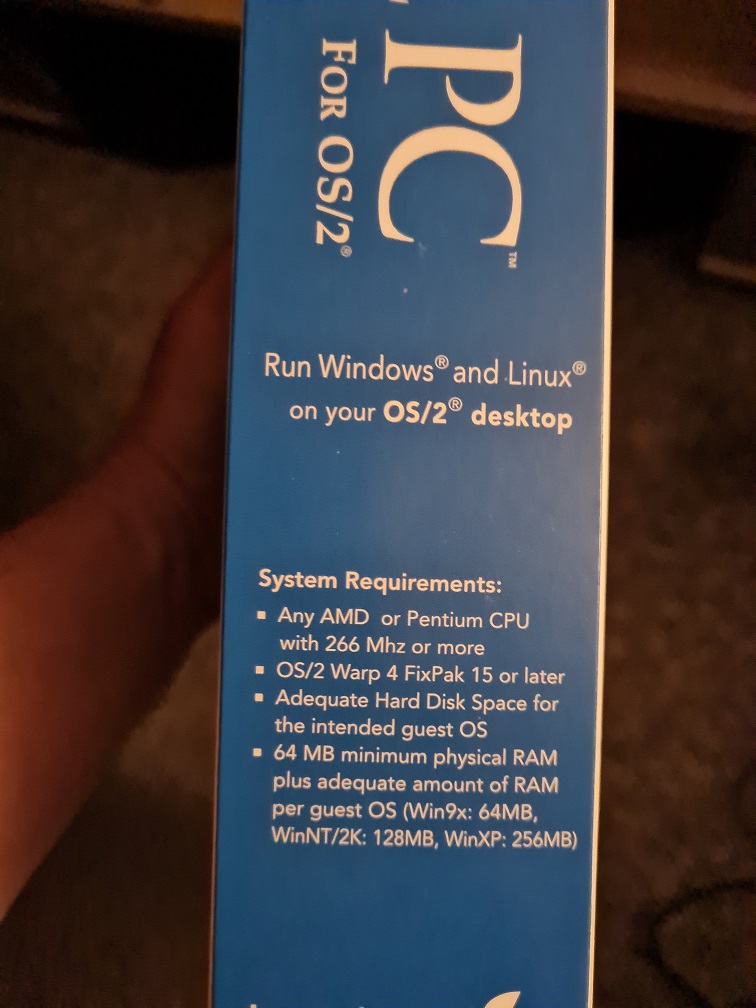 PC™
FOR OS/2®
Run Windows® and Linux®
on your OS/2® desktop
System Requirements:
▪ Any AMD or Pentium CPU
with 266 Mhz or more
▪ OS/2 Warp 4 FixPak 15 or later
▪ Adequate Hard Disk Space for
the intended guest OS
▪ 64 MB minimum physical RAM
plus adequate amount of RAM
per guest OS (Win9x: 64MB,
WinNT/2K: 128MB, WinXP: 256MB)